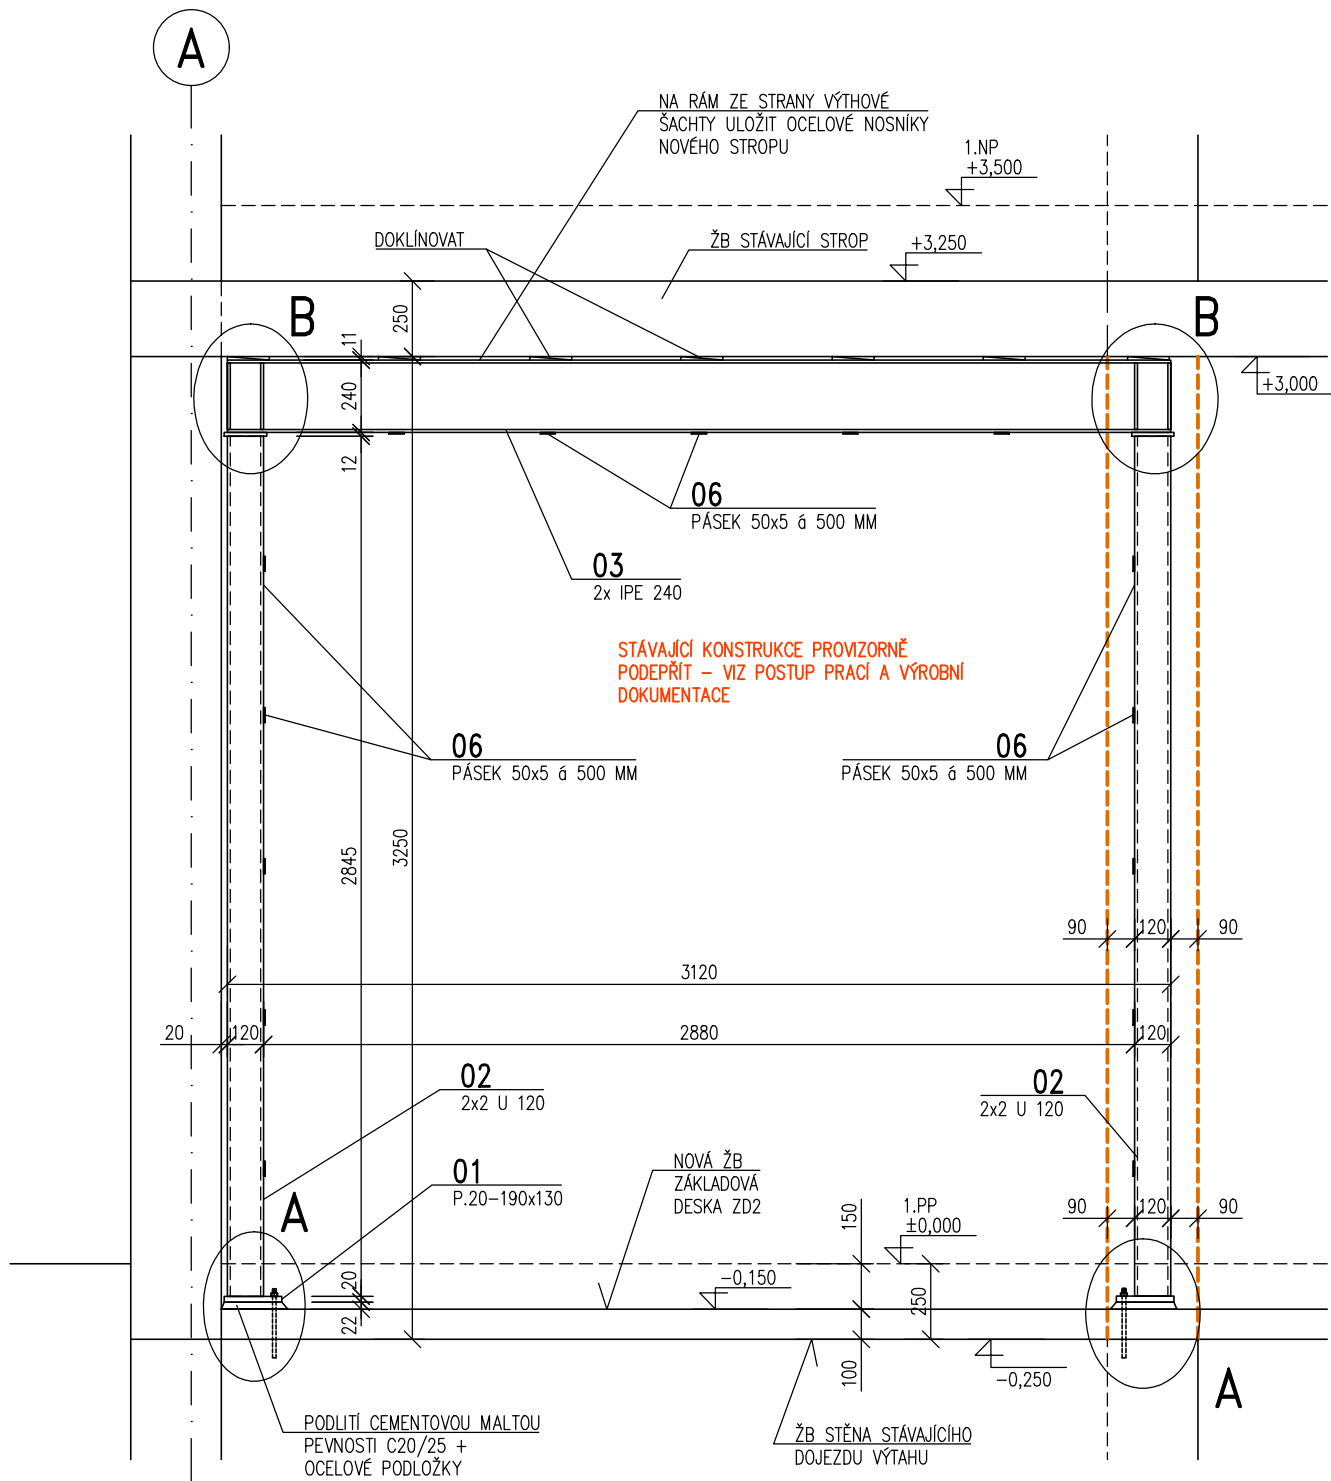 A
NA RÁM ZE STRANY VÝTHOVÉ
ŠACHTY ULOŽIT OCELOVÉ NOSNÍKY
NOVÉHO STROPU
1.NP
+3,500
DOKLÍNOVAT
ŽB STÁVAJÍCÍ STROP
+3,250
B
B
250
11
240
12
+3,000
06
PÁSEK 50x5 á 500 MM
03
2x IPE 240
STÁVAJÍCÍ KONSTRUKCE PROVIZORNĚ
PODEPŘÍT – VIZ POSTUP PRACÍ A VÝROBNÍ
DOKUMENTACE
06
PÁSEK 50x5 á 500 MM
06
PÁSEK 50x5 á 500 MM
2845
3250
90
120
90
3120
20
120
2880
120
02
2x2 U 120
02
2x2 U 120
01
P.20–190x130
NOVÁ ŽB
ZÁKLADOVÁ
DESKA ZD2
A
150
1.PP
±0,000
90
120
90
20
22
–0,150
250
100
–0,250
A
PODLITÍ CEMENTOVOU MALTOU
PEVNOSTI C20/25 +
OCELOVÉ PODLOŽKY
ŽB STĚNA STÁVAJÍCÍHO
DOJEZDU VÝTAHU